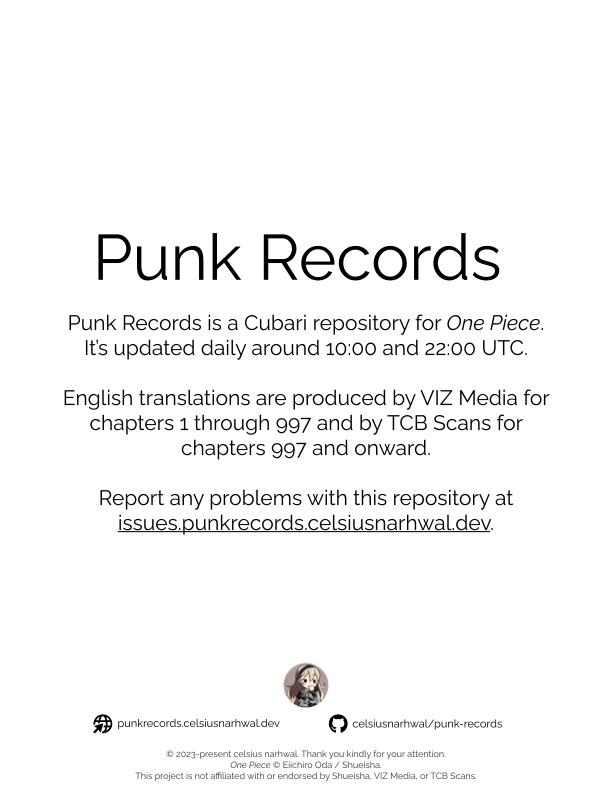 Punk Records
Punk Records is a Cubari repository for One Piece.
It's updated daily around 10:00 and 22:00 UTC.
English translations are produced by VIZ Media for
chapters 1 through 997 and by TCB Scans for
chapters 997 and onward.
Report any problems with this repository at
issues.punkrecords.celsiusnarhwal.dev.
punkrecords.celsiusnarhwal.dev
celsiusnarhwal/punk-records
© 2023-present celsius narhwal. Thank you kindly for your attention.
One Piece © Eiichiro Oda / Shueisha.
This project is not affiliated with or endorsed by Shueisha, VIZ Media, or TCB Scans.